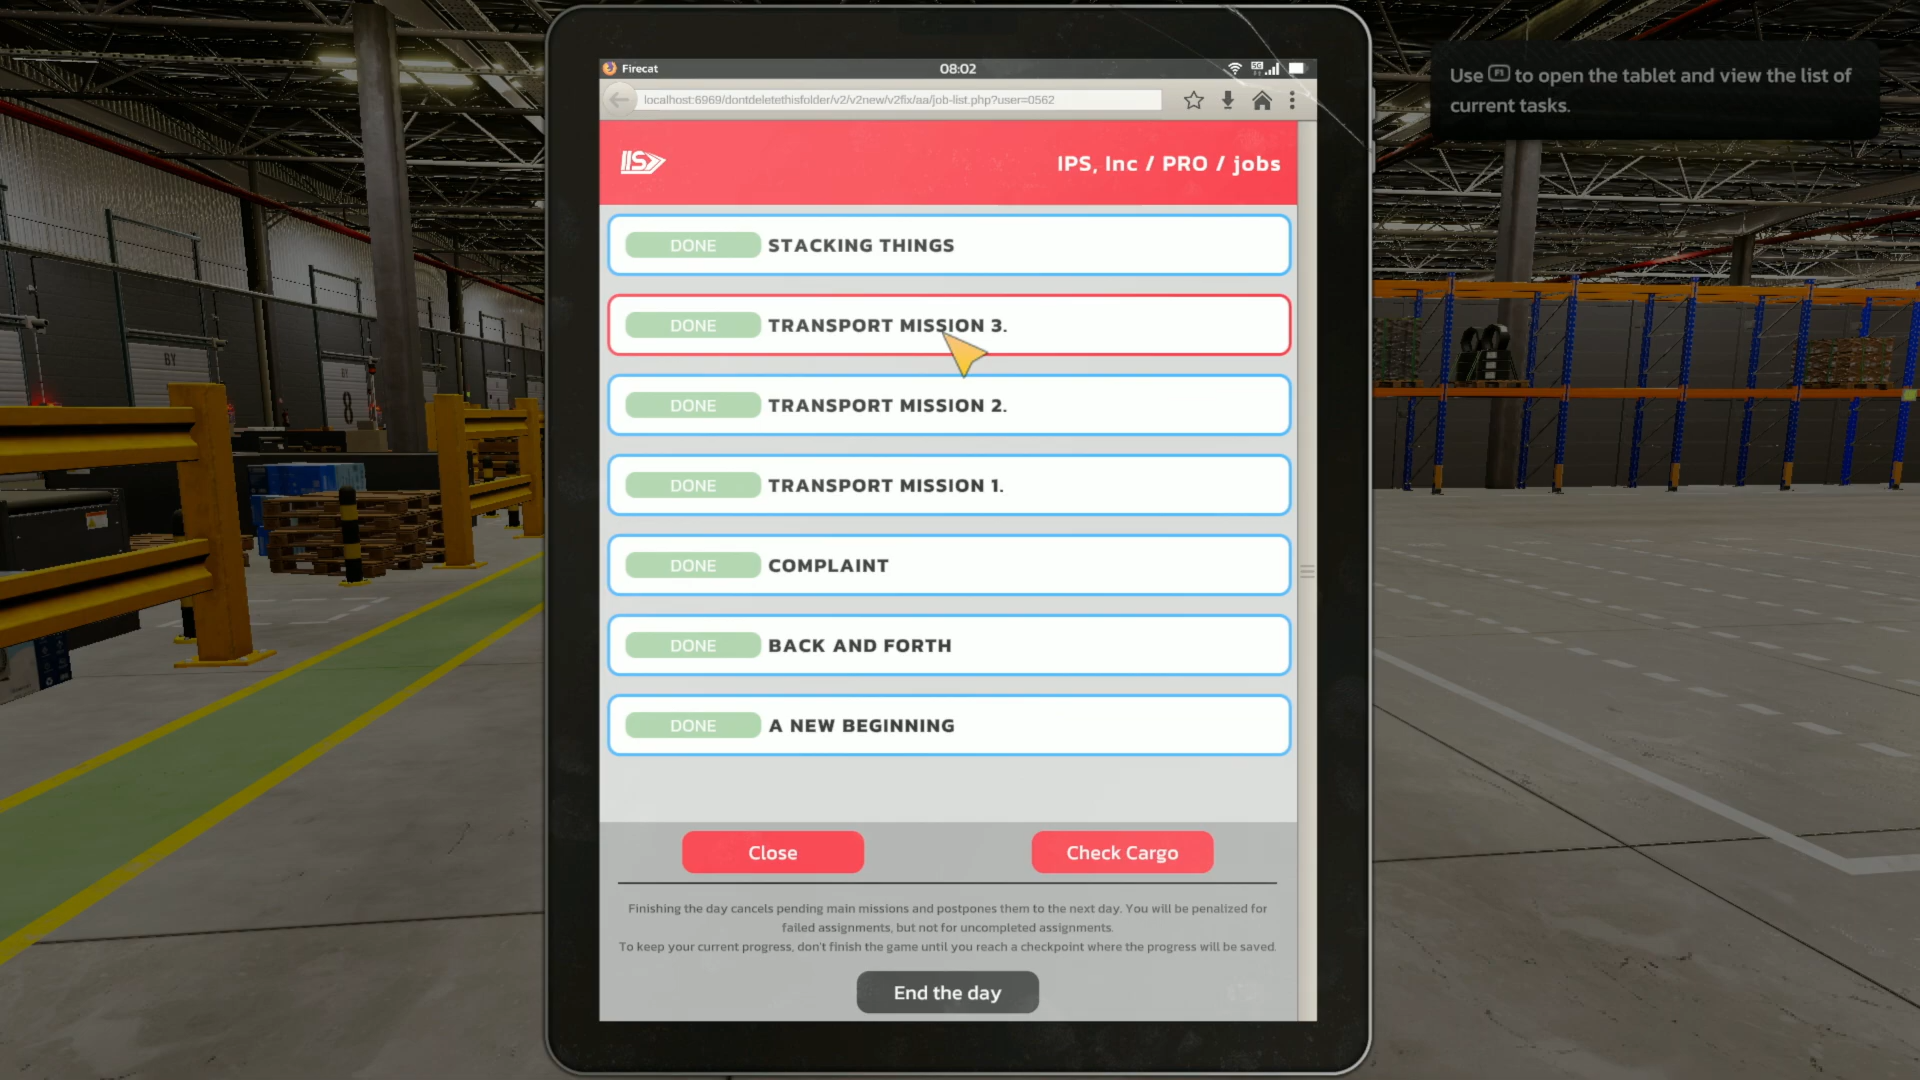 Firecat
08:02
5G
localhost:6969/dontdeletethisfolder/v2/v2new/v2fix/aa/job-list.php?user=0562
IIS
IPS, Inc / PRO / jobs
DONE STACKING THINGS
DONE TRANSPORT MISSION 3.
DONE TRANSPORT MISSION 2.
DONE TRANSPORT MISSION 1.
DONE COMPLAINT
DONE BACK AND FORTH
DONE A NEW BEGINNING
Close
Check Cargo
Finishing the day cancels pending main missions and postpones them to the next day. You will be penalized for
failed assignments, but not for uncompleted assignments.
To keep your current progress, don't finish the game until you reach a checkpoint where the progress will be saved.
End the day
Use F1 to open the tablet and view the list of
current tasks.
BY
8